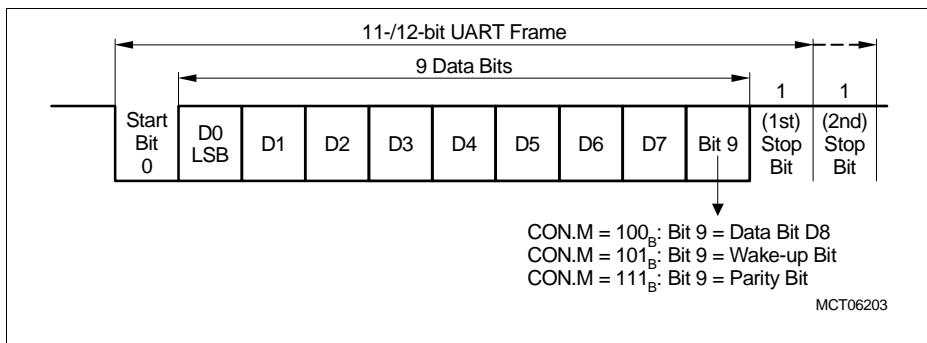 11-/12-bit UART Frame
9 Data Bits
1
1
Start
Bit
0
D0
LSB
D1
D2
D3
D4
D5
D6
D7
Bit 9
(1st)
Stop
Bit
(2nd)
Stop
Bit
CON.M = 100B: Bit 9 = Data Bit D8
CON.M = 101B: Bit 9 = Wake-up Bit
CON.M = 111B: Bit 9 = Parity Bit
MCT06203